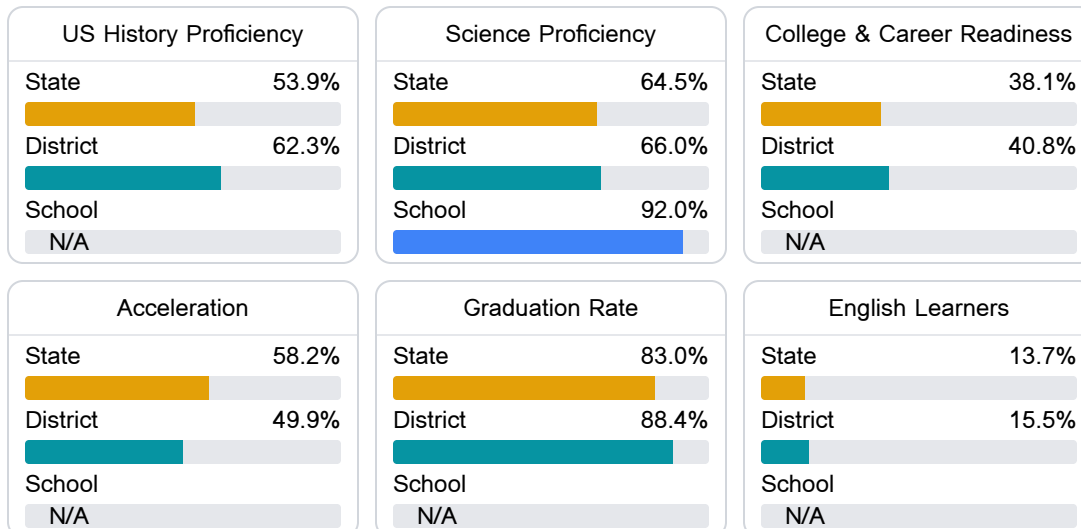 US History Proficiency
State 53.9%
District 62.3%
School
N/A
Science Proficiency
State 64.5%
District 66.0%
School 92.0%
College & Career Readiness
State 38.1%
District 40.8%
School
N/A
Acceleration
State 58.2%
District 49.9%
School
N/A
Graduation Rate
State 83.0%
District 88.4%
School
N/A
English Learners
State 13.7%
District 15.5%
School
N/A